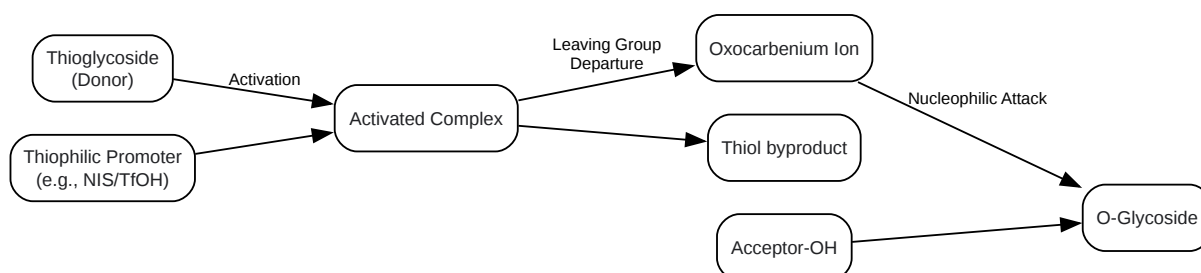 Thioglycoside
(Donor)
Activation
Thiophilic Promoter
(e.g., NIS/TfOH)
Activated Complex
Leaving Group
Departure
Oxocarbenium Ion
Thiol byproduct
Nucleophilic Attack
Acceptor-OH
O-Glycoside